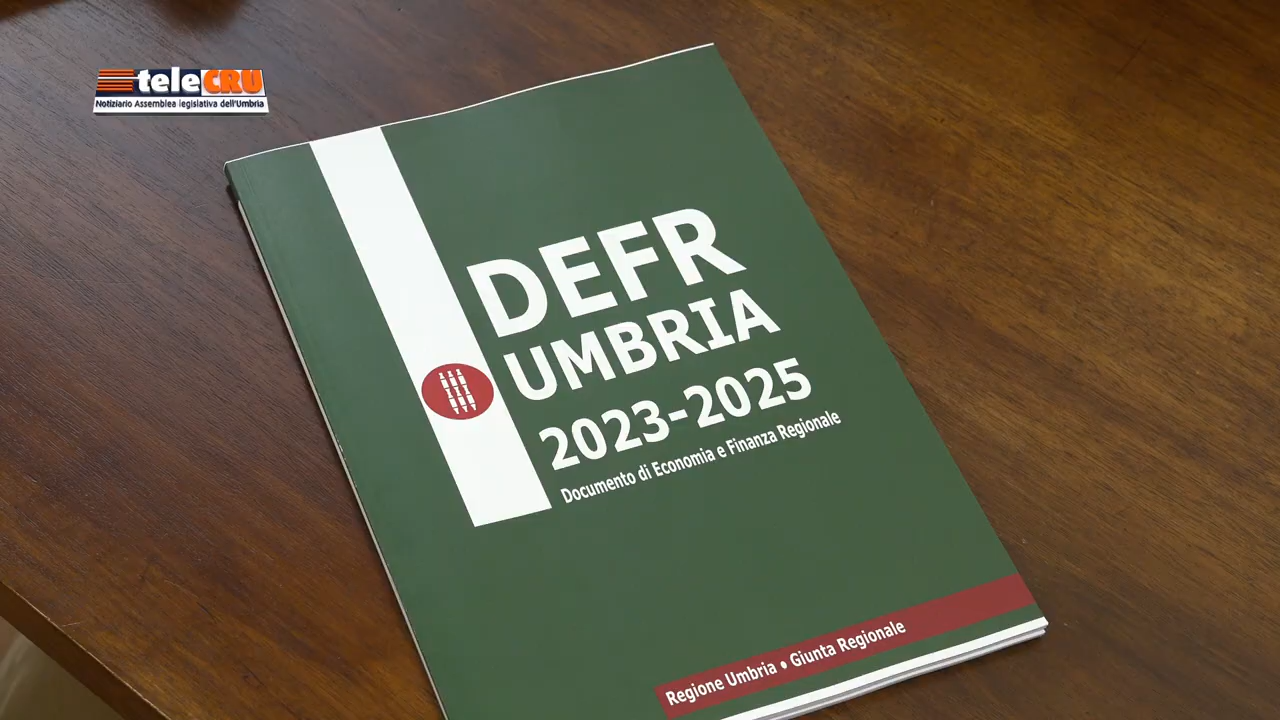 teleCRU
Notiziario Assemblea legislativa dell'Umbria
DEFR
UMBRIA
2023-2025
Documento di Economia e Finanza Regionale
Regione Umbria • Giunta Regionale